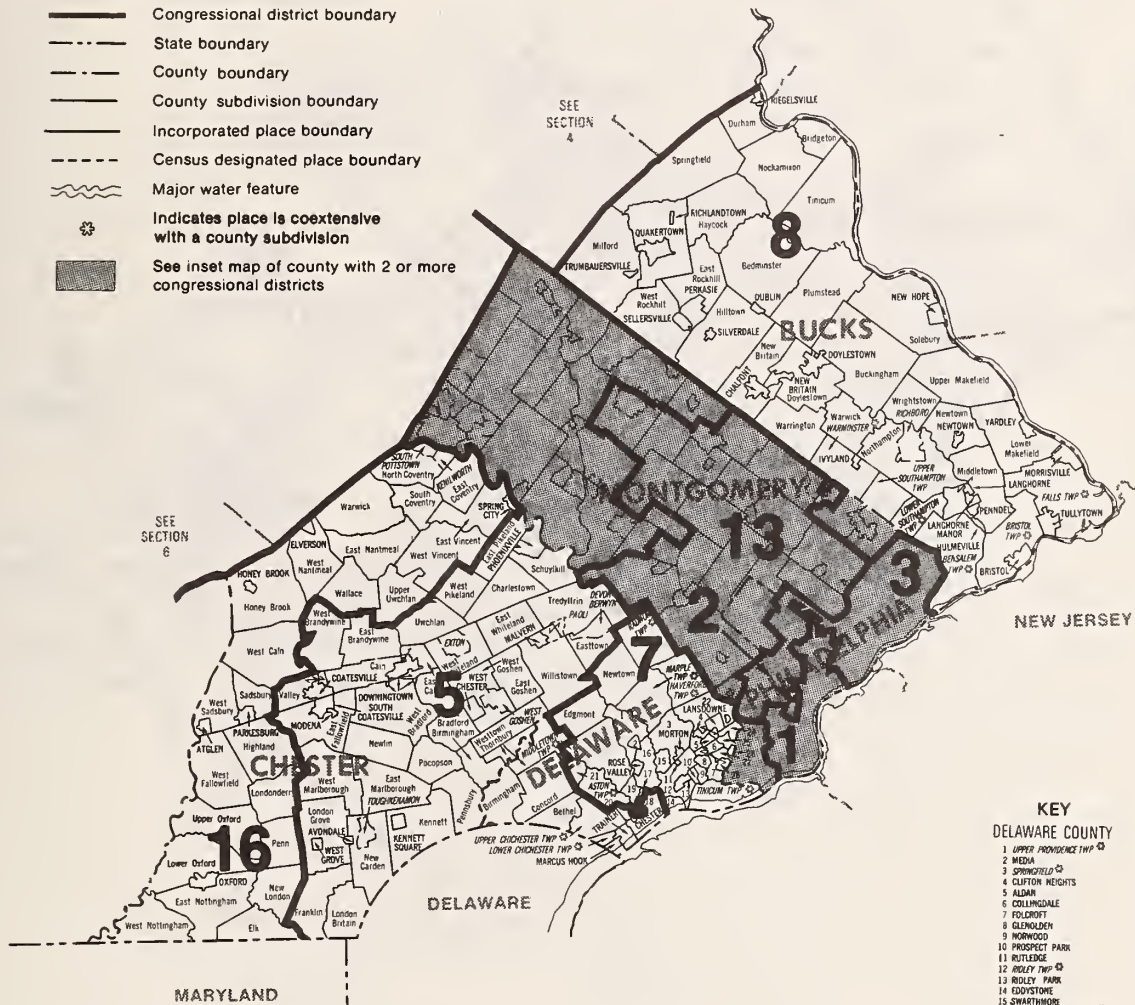 Congressional district boundary
State boundary
County boundary
County subdivision boundary
Incorporated place boundary
Census designated place boundary
Major water feature
Indicates place is coextensive
with a county subdivision
See inset map of county with 2 or more
congressional districts
SEE
SECTION
4
RIEGELSVILLE
Durham
Bridgeton
Springfield
Nockamixon
Tinicum
RICHLANDTOWN
Haycock
8
QUAKERTOWN
Milford
TRUMBAUERSVILLE
East
Rockhill
PERKASIE
Bedminster
West
Rockhill
SELLERSVILLE
DUBLIN
Plumstead
NEW HOPE
Hilltown
SILVERDALE
BUCKS
Solebury
New
Britain
DOYLESTOWN
Buckingham
CHALFONT
NEW
BRITAIN
Doylestown
Upper Makefield
Wrightstown
RICHBORO
Newtown
NEWTOWN
YARDLEY
Warwick
WARMINSTER
Northampton
Warrington
Lower
Makefield
IVYLAND
UPPER
SOUTHAMPTON
TWP
Middletown
MORRISVILLE
LANGHORNE
FALLS TWP
LOWER
SOUTHAMPTON
TWP
PENNDEL
TULLYTOWN
LANGHORNE
MANOR
BRISTOL
TWP
HULMEVILLE
BENSALEM
TWP
BRISTOL
MONTGOMERY
13
3
2
PHILADELPHIA
1
NEW JERSEY
SOUTH
POTTSTOWN
North Coventry
KENILWORTH
East
Coventry
South
Coventry
SPRING
CITY
Warwick
SEE
SECTION
6
ELVERSON
East Nantmeal
East Vincent
East Pikeland
PHOENIXVILLE
West
Nantmeal
West Vincent
HONEY BROOK
Schuylkill
Wallace
Upper
Uwchlan
West
Pikeland
Charlestown
Honey Brook
DEVON
BERWYN
Tredyffrin
PAOLI
West
Brandywine
Uwchlan
East
Whiteland
MALVERN
East
Brandywine
EXTON
Easttown
7
West Caln
Caln
West
Goshen
Willistown
Newtown
MARPLE
TWP
HAVERFORD
TWP
COATESVILLE
5
WEST
CHESTER
East
Goshen
Sadsbury
Valley
DOWNINGTOWN
SOUTH
COATESVILLE
LANSDOWNE
West
Sadsbury
West
Bradford
Bradford
Birmingham
WEST
GOSHEN
Edgmont
PARKESBURG
MODENA
East
Fallowfield
Westtown
Thornbury
MIDDLETOWN
TWP
DELAWARE
MORTON
ATGLEN
Highland
Newlin
CHESTER
Pocopson
ROSE
VALLEY
West
Fallowfield
East
Marlborough
TOUGHKENAMON
Birmingham
ASTON
TWP
TINICUM TWP
Londonderry
West
Marlborough
Pennsbury
Concord
Upper Oxford
London
Grove
Bethel
TRAINER
CHESTER
Penn
AVONDALE
Kennett
KENNETT
SQUARE
WEST
GROVE
16
New
Garden
UPPER CHICHESTER TWP
LOWER CHICHESTER TWP
MARCUS HOOK
Lower Oxford
OXFORD
East Nottingham
New
London
West Nottingham
Elk
Franklin
London
Britain
DELAWARE
MARYLAND
KEY
DELAWARE COUNTY
1 UPPER PROVIDENCE TWP
2 MEDIA
3 SPRINGFIELD
4 CLIFTON HEIGHTS
5 ALDAN
6 COLLINGDALE
7 FOLCROFT
8 GLENOLDEN
9 NORWOOD
10 PROSPECT PARK
11 RUTLEDGE
12 RIDLEY TWP
13 RIDLEY PARK
14 EDDYSTONE
15 SWARTHMORE